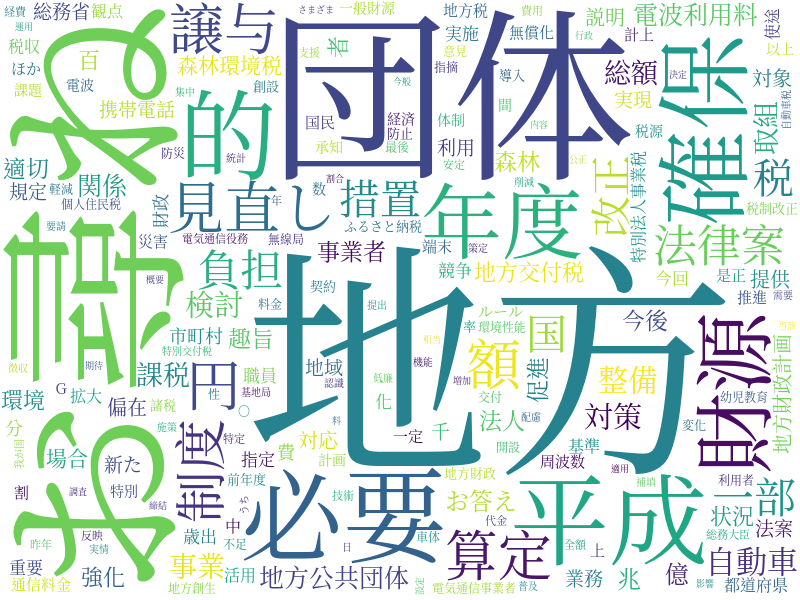 お尋ね
地方
団体
的
譲与
必要
平成
年度
財源
確保
算定
見直し
措置
改正
法律案
税
額
国
円
制度
負担
一部
自動車
地方公共団体
課税
検討
趣旨
事業
対策
整備
促進
法人
総額
取組
電波利用料
森林環境税
森林
関係
適切
規定
環境
偏在
場合
新た
重要
強化
通信料金
地方創生
活用
歳出
対応
指定
事業者
地域
市町村
職員
費
化
千
一定
計画
地方財政
お答え
基準
周波数
業務
兆
億
上
状況
法案
都道府県
総務大臣
利用者
幼児教育
地方財政計画
今後
提供
推進
是正
今回
地方交付税
競争
端末
ふるさと納税
特別法人事業税
税制改正
税源
自動車税
対象
実現
計上
使途
以上
説明
無償化
実施
地方税
一般財源
意見
指摘
導入
間
体制
利用
経済
防止
最後
安定
国民
承知
創設
者
百
観点
総務省
税収
ほか
課題
電波
携帯電話
さまざま
支援
今般
集中
費用
行政
決定
内容
公正
削減
防災
統計
割合
年
数
財政
災害
個人住民税
軽減
要請
概要
電気通信役務
無線局
料金
契約
提出
特別交付税
期待
徴収
拡大
G
諸税
性
基地局
認識
機能
低廉
相当
増加
交付
配慮
率
環境性能
ルール
策定
需要
当該
変化
開設
適用
補填
影響
普及
電気通信事業者
全額
車体
代金
技術
日
不足
前年度
中
うち
特定
特別
施策
分
割
調査
締結
反映
実情
昨年
我が国
経費
運用
料
設定
〇